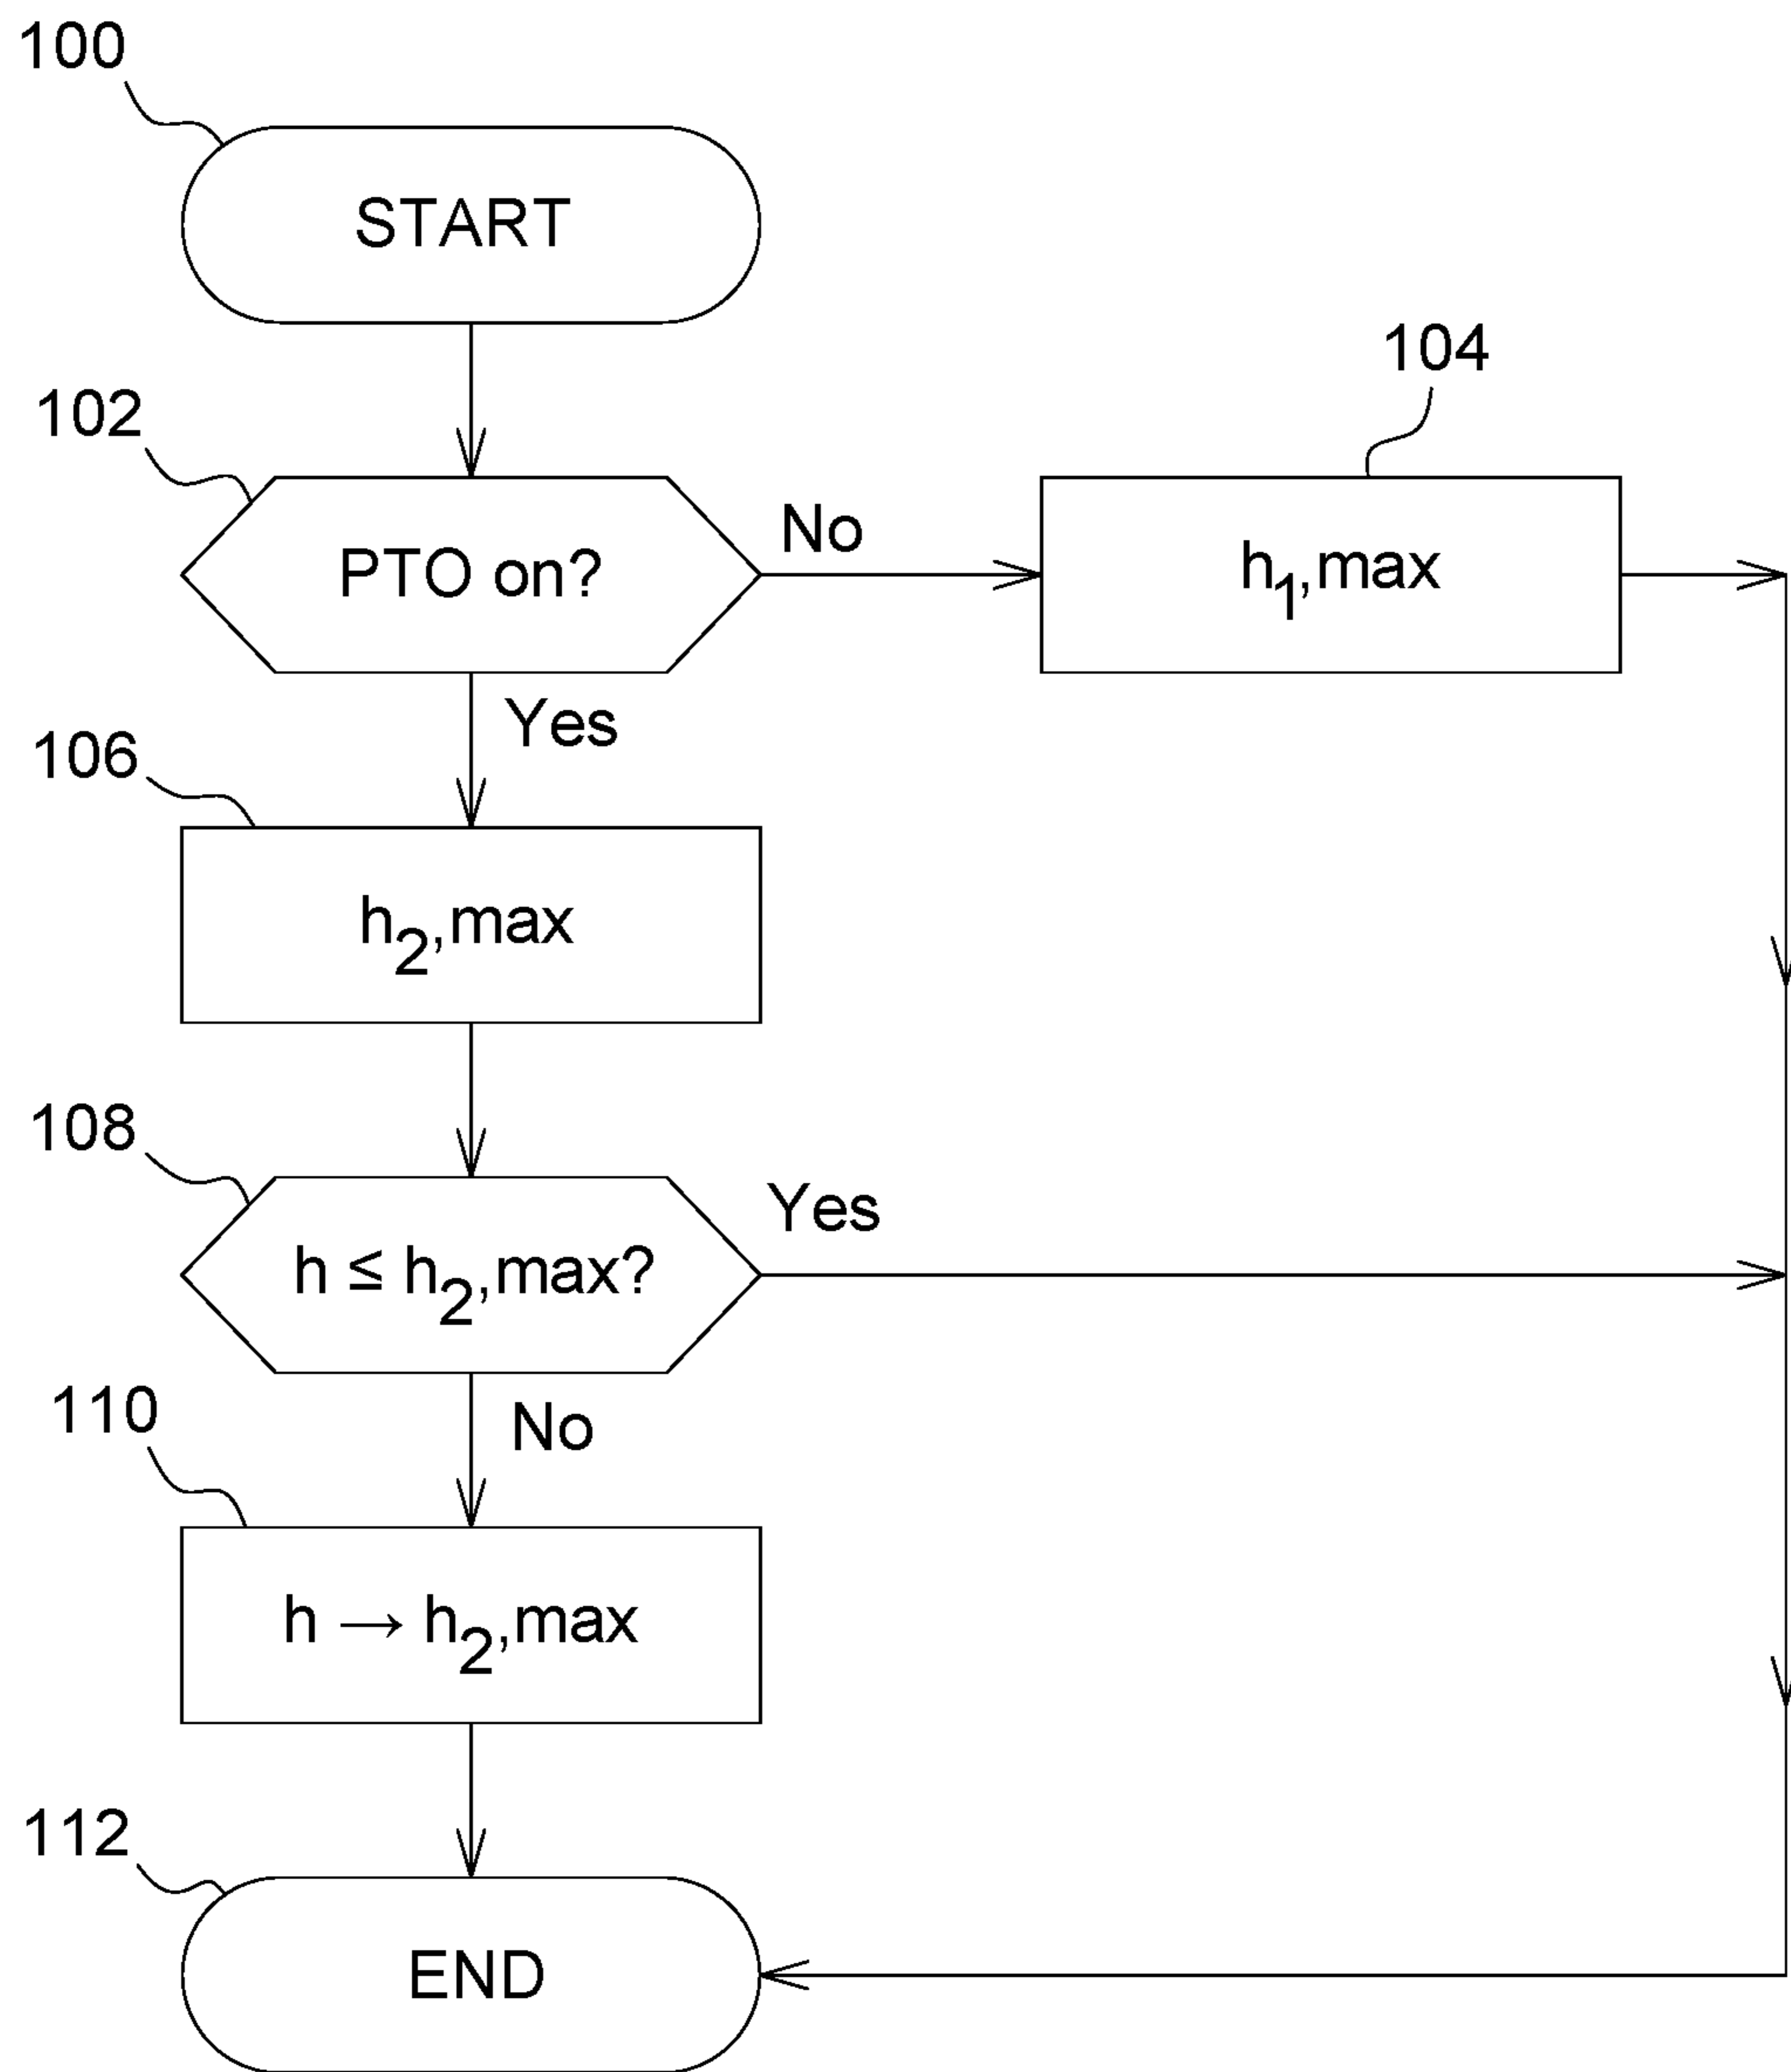 100
START
104
102
No
PTO on?
h₁,max
Yes
106
h₂,max
108
Yes
h ≤ h₂,max?
110
No
h → h₂,max
112
END